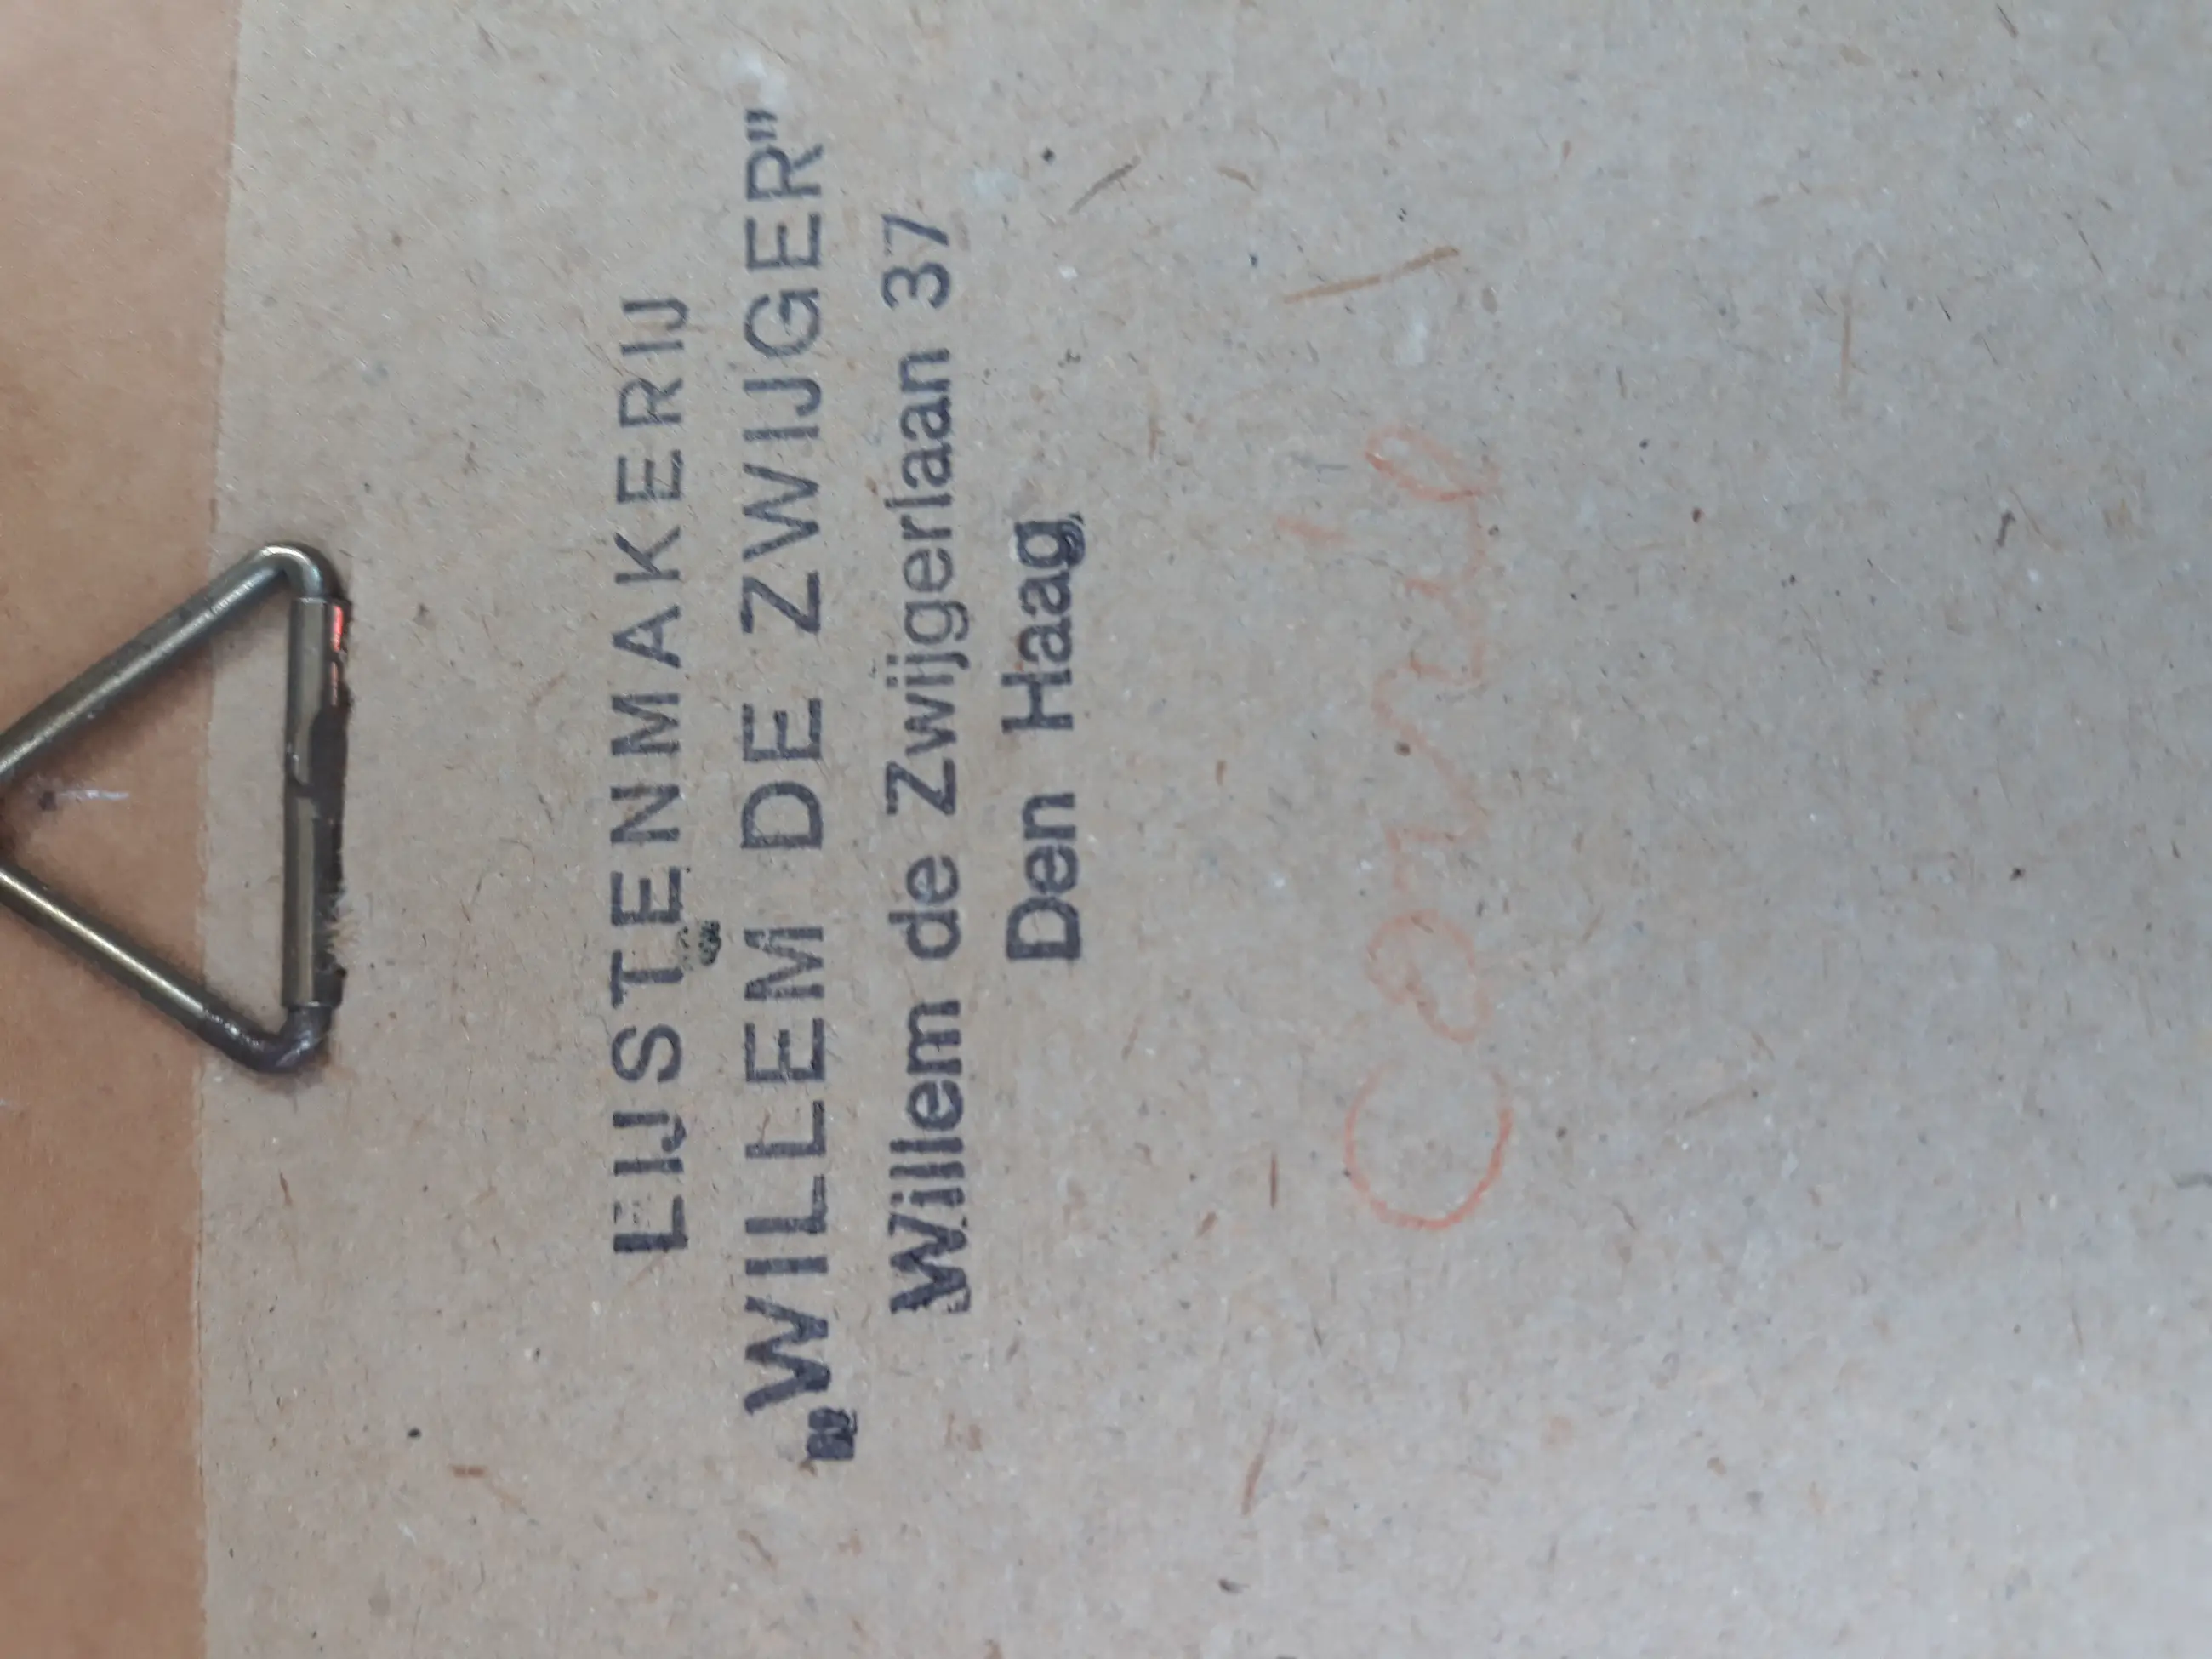 LIJSTENMAKERIJ
„WILLEM DE ZWIJGER”
Willem de Zwijgerlaan 37
Den Haag